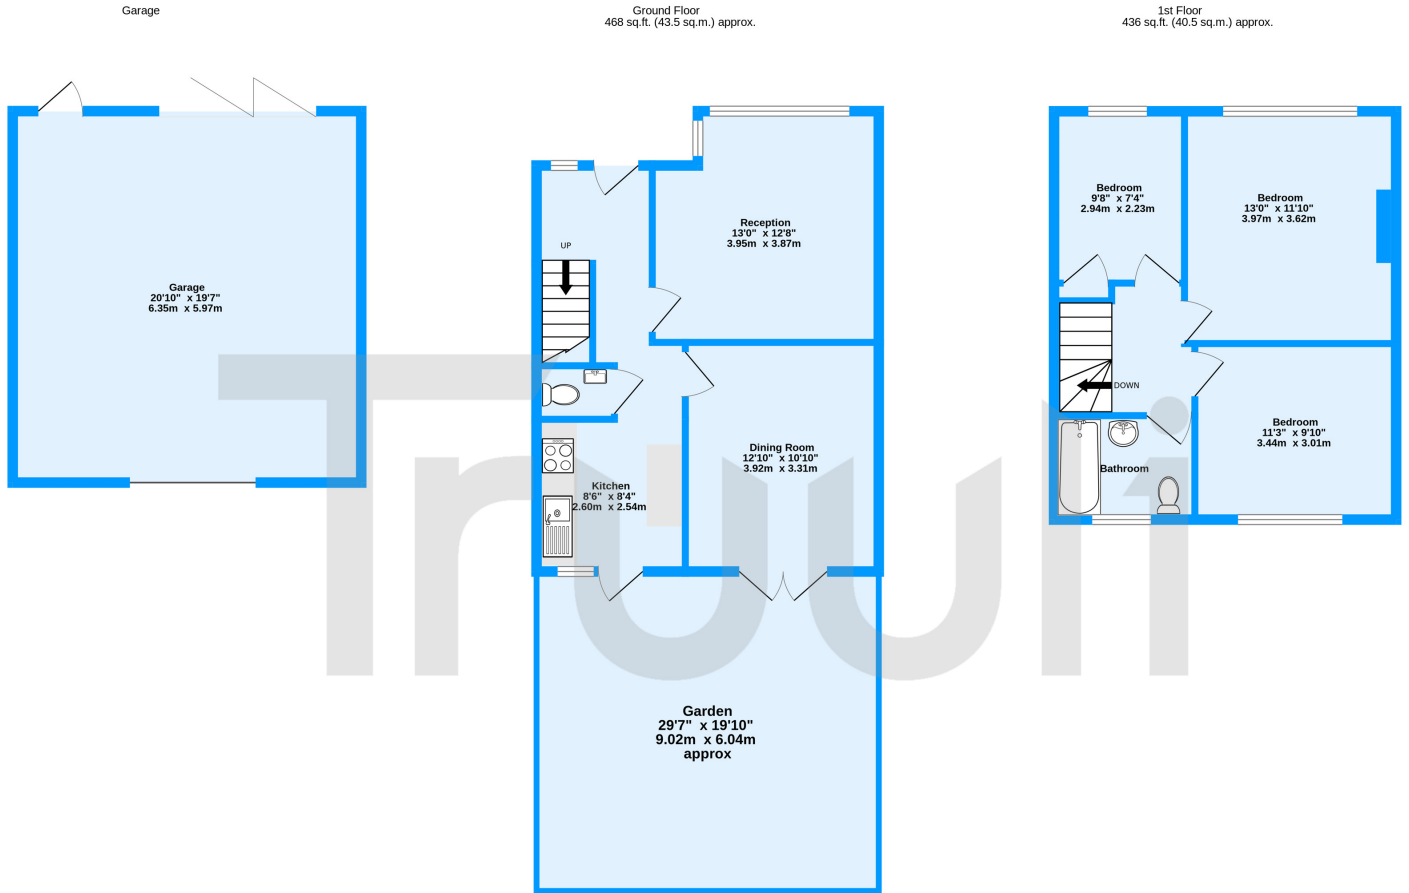 Garage
Ground Floor
468 sq.ft. (43.5 sq.m.) approx.
1st Floor
436 sq.ft. (40.5 sq.m.) approx.
Garage
20'10" x 19'7"
6.35m x 5.97m
UP
Reception
13'0" x 12'8"
3.95m x 3.87m
Kitchen
8'6" x 8'4"
2.60m x 2.54m
Dining Room
12'10" x 10'10"
3.92m x 3.31m
Garden
29'7" x 19'10"
9.02m x 6.04m
approx
Bedroom
9'8" x 7'4"
2.94m x 2.23m
Bedroom
13'0" x 11'10"
3.97m x 3.62m
DOWN
Bedroom
11'3" x 9'10"
3.44m x 3.01m
Bathroom
Truuli